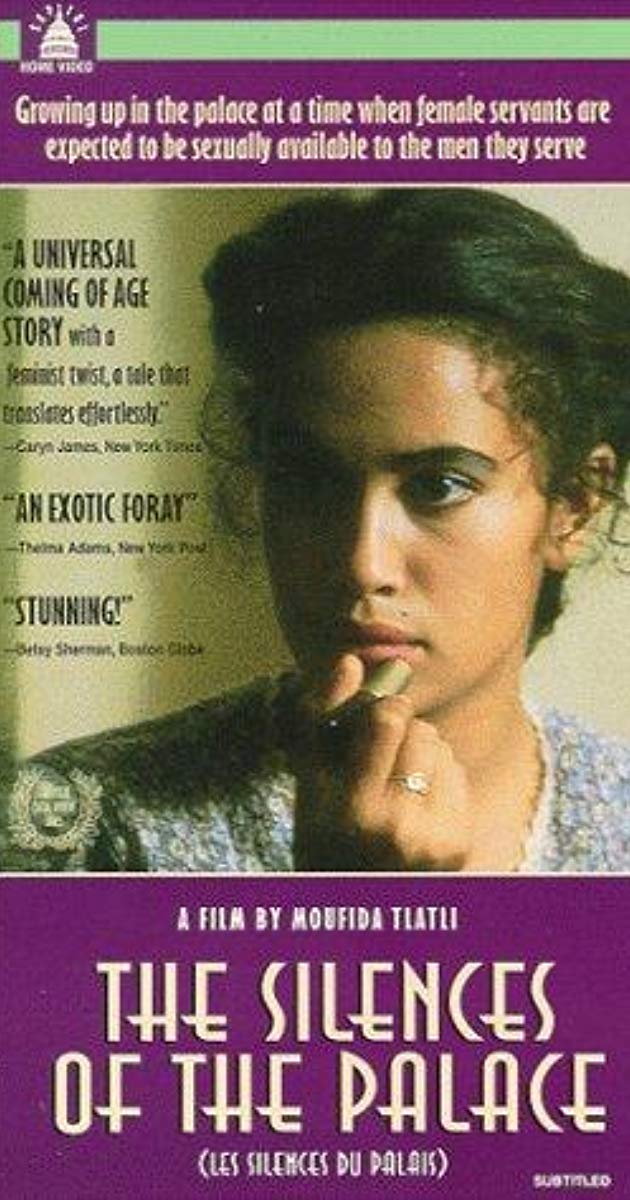 CAPITOL
HOME VIDEO
Growing up in the palace at a time when female servants are
expected to be sexually available to the men they serve
“A UNIVERSAL
COMING OF AGE
STORY with a
feminist twist, a tale that
translates effortlessly.”
—Caryn James, New York Times
“AN EXOTIC FORAY”
—Thelma Adams, New York Post
“STUNNING!”
—Betsy Sherman, Boston Globe
A FILM BY MOUFIDA TLATLI
THE SILENCES
OF THE PALACE
(LES SILENCES DU PALAIS)
SUBTITLED